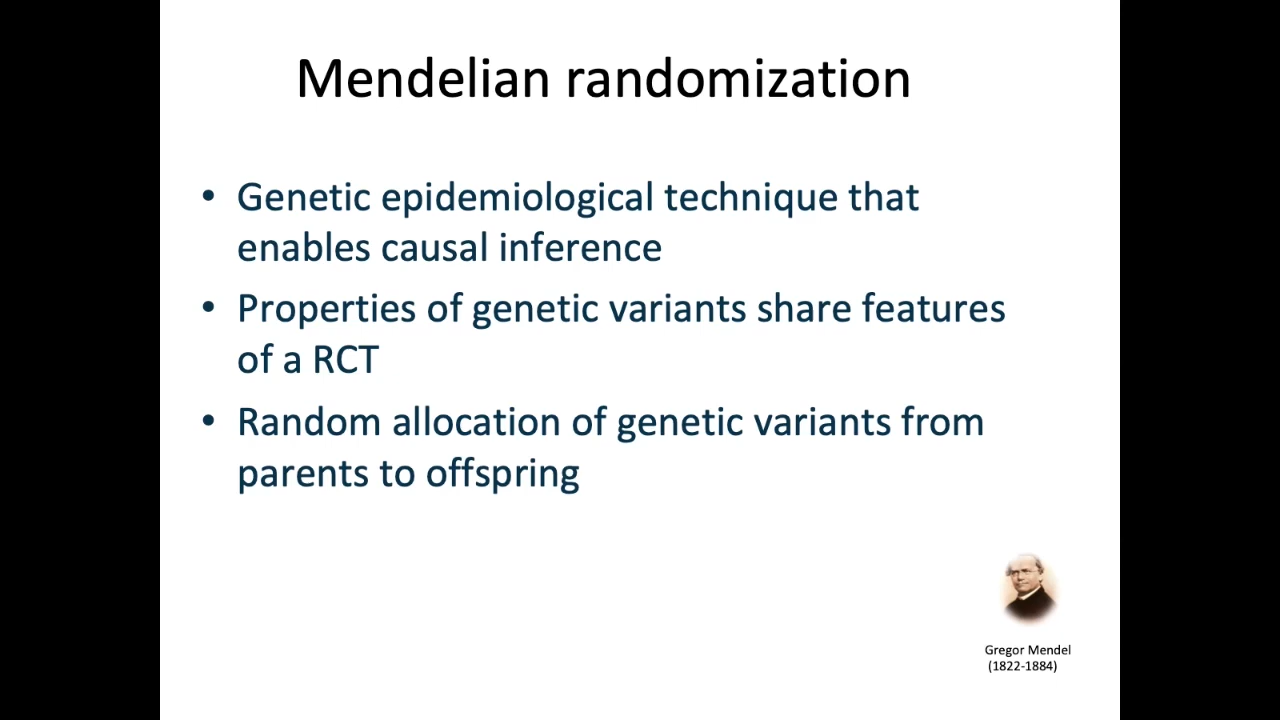 Mendelian randomization
• Genetic epidemiological technique that
enables causal inference
• Properties of genetic variants share features
of a RCT
• Random allocation of genetic variants from
parents to offspring
Gregor Mendel
(1822-1884)